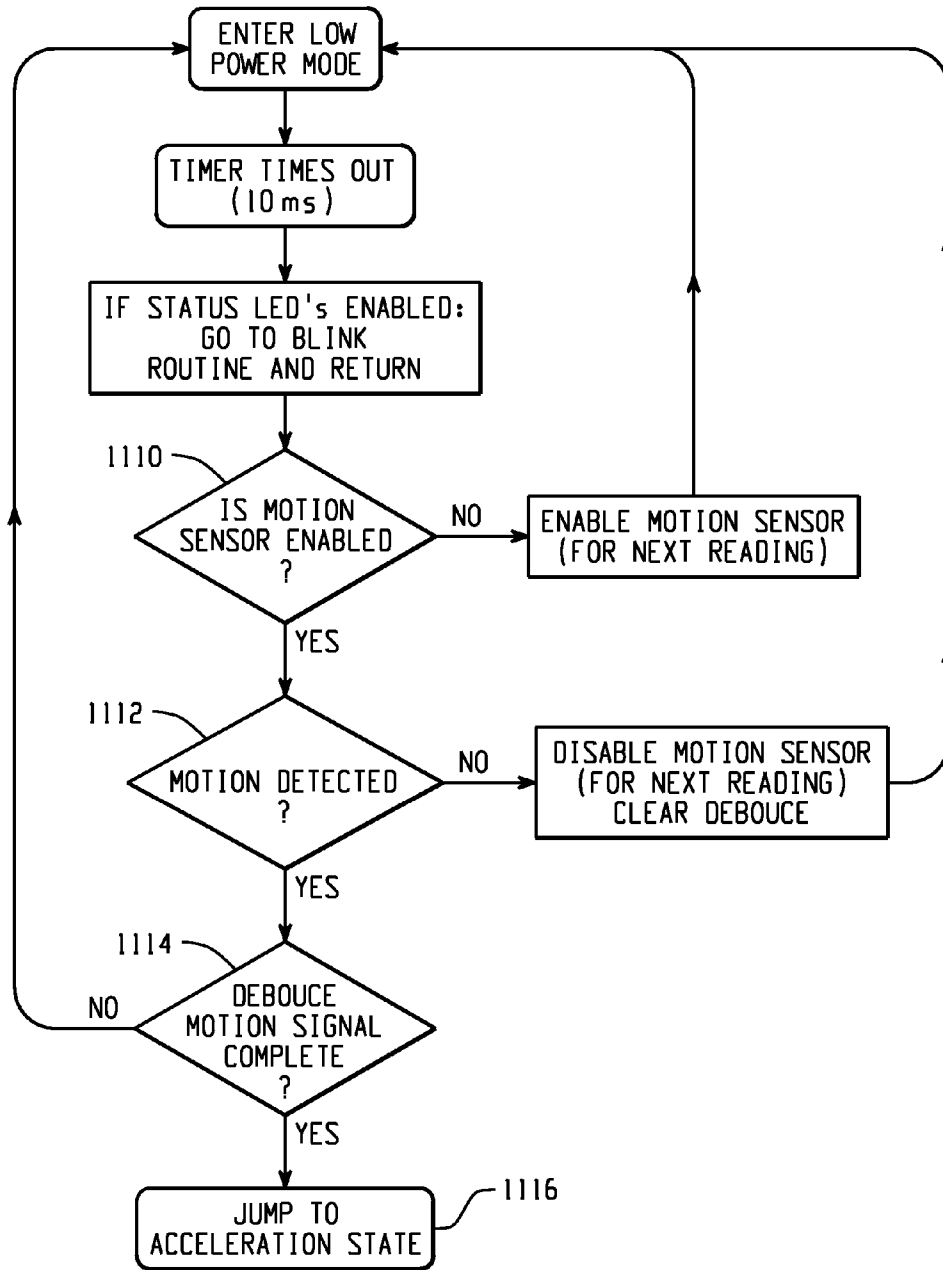 ENTER LOW
POWER MODE
TIMER TIMES OUT
(10 ms)
IF STATUS LED's ENABLED:
GO TO BLINK
ROUTINE AND RETURN
1110
IS MOTION
SENSOR ENABLED
?
NO
ENABLE MOTION SENSOR
(FOR NEXT READING)
YES
1112
MOTION DETECTED
?
NO
DISABLE MOTION SENSOR
(FOR NEXT READING)
CLEAR DEBOUCE
YES
1114
DEBOUCE
MOTION SIGNAL
COMPLETE
?
NO
YES
JUMP TO
ACCELERATION STATE
1116